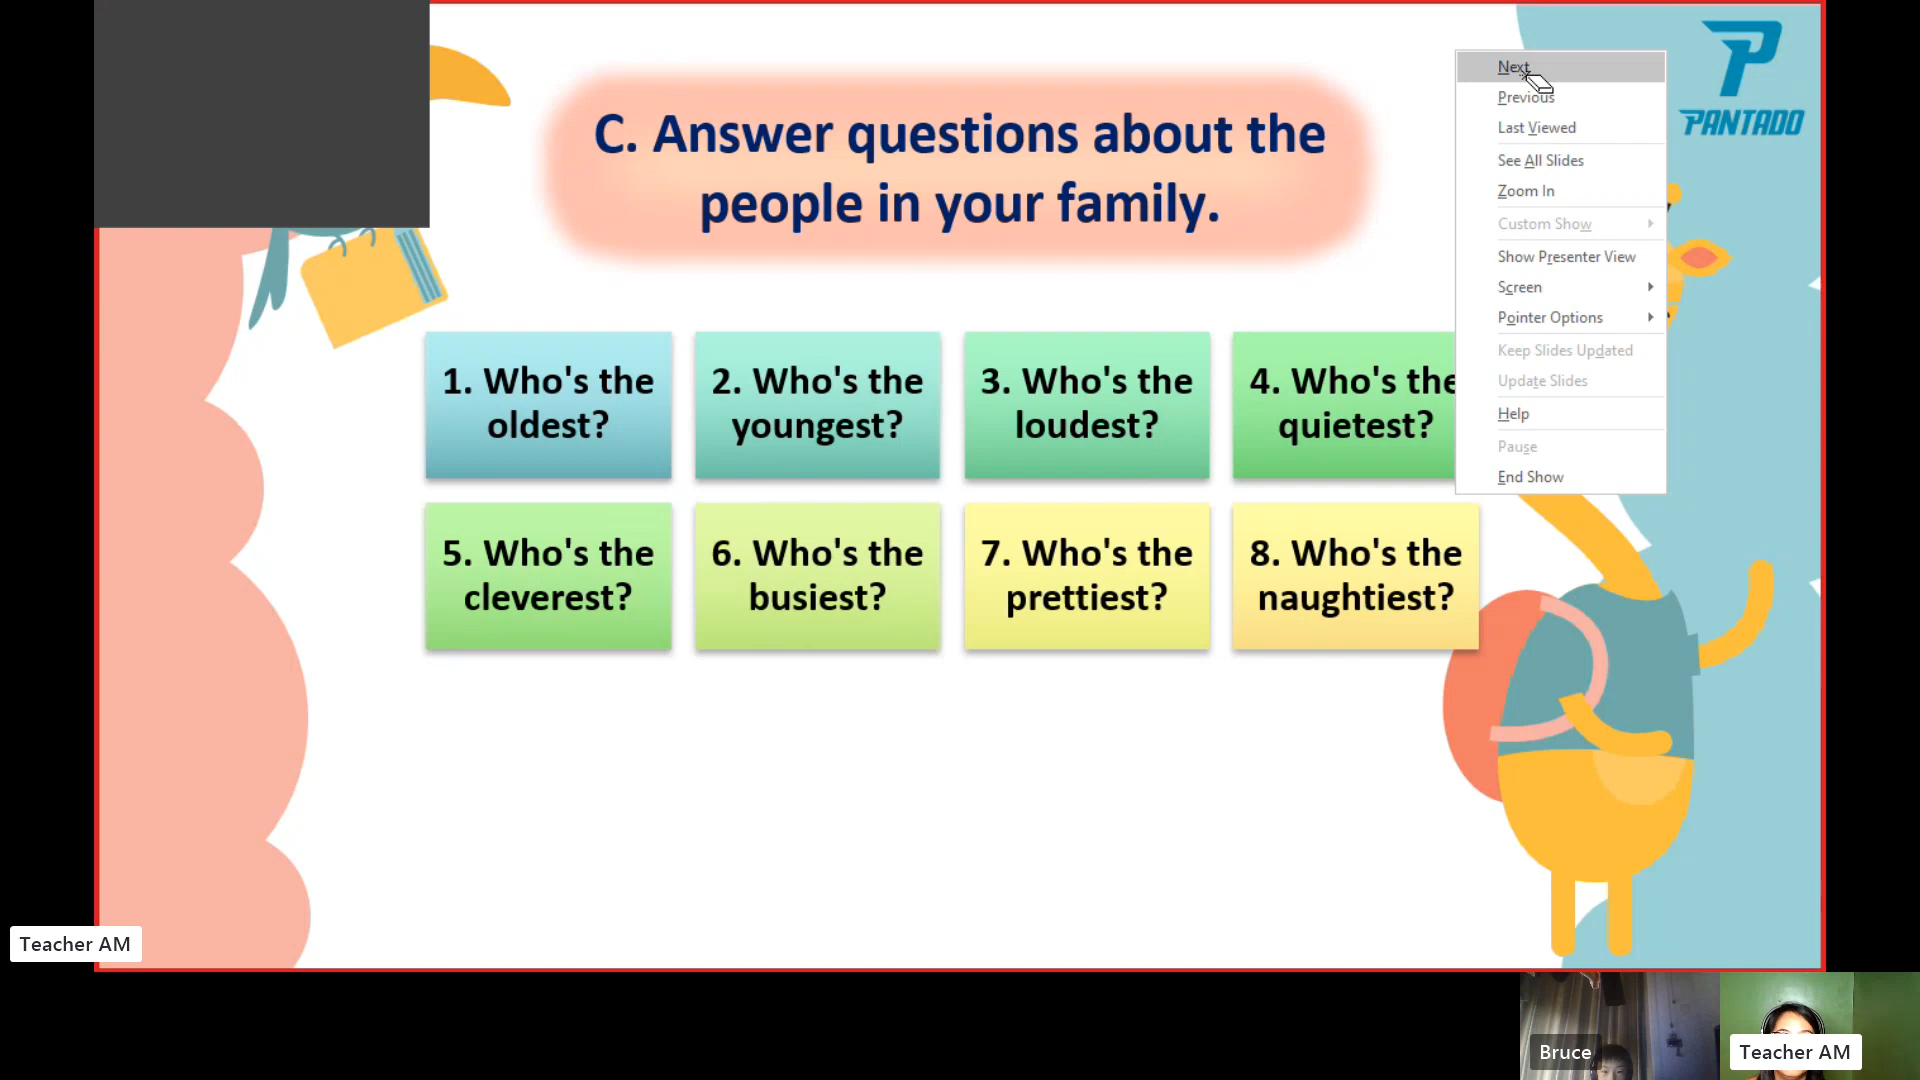 C. Answer questions about the
people in your family.
PANTADO
Next
Previous
Last Viewed
See All Slides
Zoom In
Custom Show
Show Presenter View
Screen
Pointer Options
Keep Slides Updated
Update Slides
Help
Pause
End Show
1. Who's the
oldest?
2. Who's the
youngest?
3. Who's the
loudest?
4. Who's the
quietest?
5. Who's the
cleverest?
6. Who's the
busiest?
7. Who's the
prettiest?
8. Who's the
naughtiest?
Teacher AM
Bruce
Teacher AM